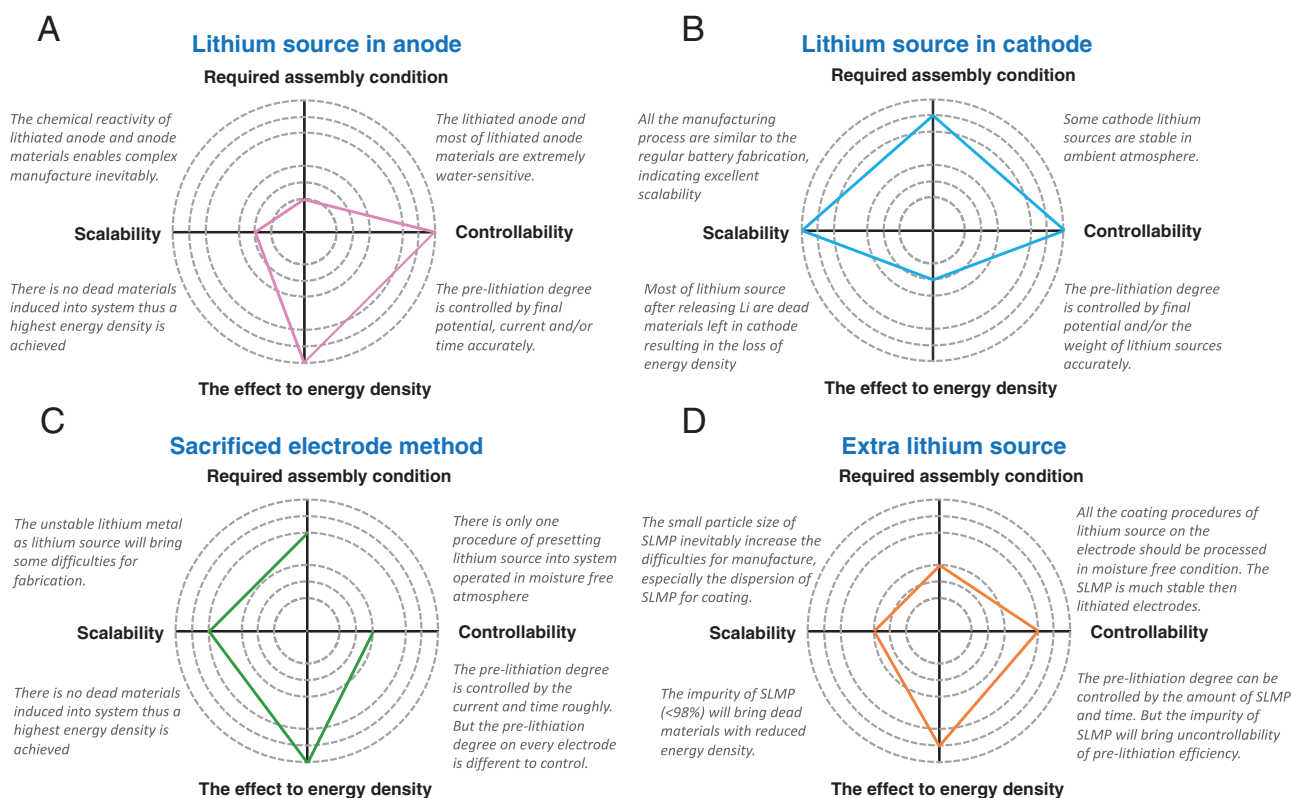 A
Lithium source in anode
Required assembly condition
The chemical reactivity of
lithiated anode and anode
materials enables complex
manufacture inevitably.
The lithiated anode and
most of lithiated anode
materials are extremely
water-sensitive.
Scalability
Controllability
There is no dead materials
induced into system thus a
highest energy density is
achieved
The pre-lithiation degree
is controlled by final
potential, current and/or
time accurately.
The effect to energy density
B
Lithium source in cathode
Required assembly condition
All the manufacturing
process are similar to the
regular battery fabrication,
indicating excellent
scalability
Some cathode lithium
sources are stable in
ambient atmosphere.
Scalability
Controllability
Most of lithium source
after releasing Li are dead
materials left in cathode
resulting in the loss of
energy density
The pre-lithiation degree
is controlled by final
potential and/or the
weight of lithium sources
accurately.
The effect to energy density
C
Sacrificed electrode method
Required assembly condition
The unstable lithium metal
as lithium source will bring
some difficulties for
fabrication.
There is only one
procedure of presetting
lithium source into system
operated in moisture free
atmosphere
Scalability
Controllability
There is no dead materials
induced into system thus a
highest energy density is
achieved
The pre-lithiation degree
is controlled by the
current and time roughly.
But the pre-lithiation
degree on every electrode
is different to control.
The effect to energy density
D
Extra lithium source
Required assembly condition
The small particle size of
SLMP inevitably increase the
difficulties for manufacture,
especially the dispersion of
SLMP for coating.
All the coating procedures of
lithium source on the
electrode should be processed
in moisture free condition. The
SLMP is much stable then
lithiated electrodes.
Scalability
Controllability
The impurity of SLMP
(<98%) will bring dead
materials with reduced
energy density.
The pre-lithiation degree can be
controlled by the amount of SLMP
and time. But the impurity of
SLMP will bring uncontrollability
of pre-lithiation efficiency.
The effect to energy density